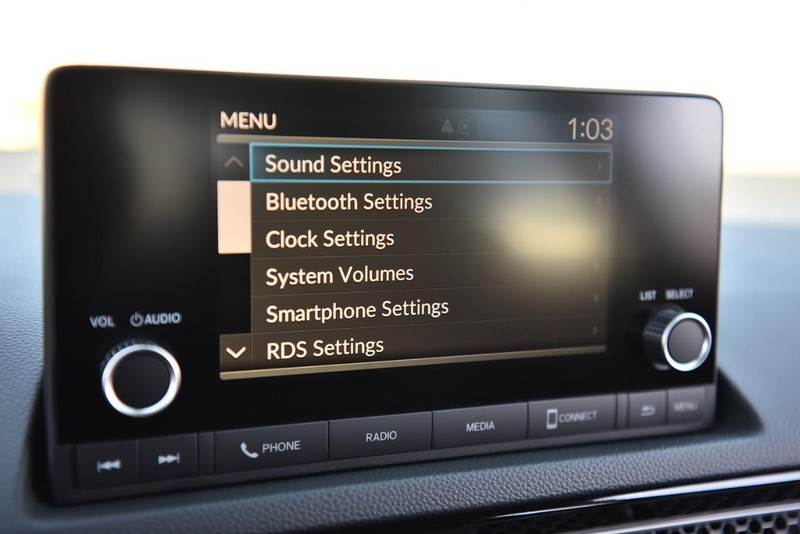 MENU 1:03
Sound Settings
Bluetooth Settings
Clock Settings
System Volumes
Smartphone Settings
RDS Settings
VOL AUDIO
LIST SELECT
PHONE RADIO MEDIA CONNECT MENU